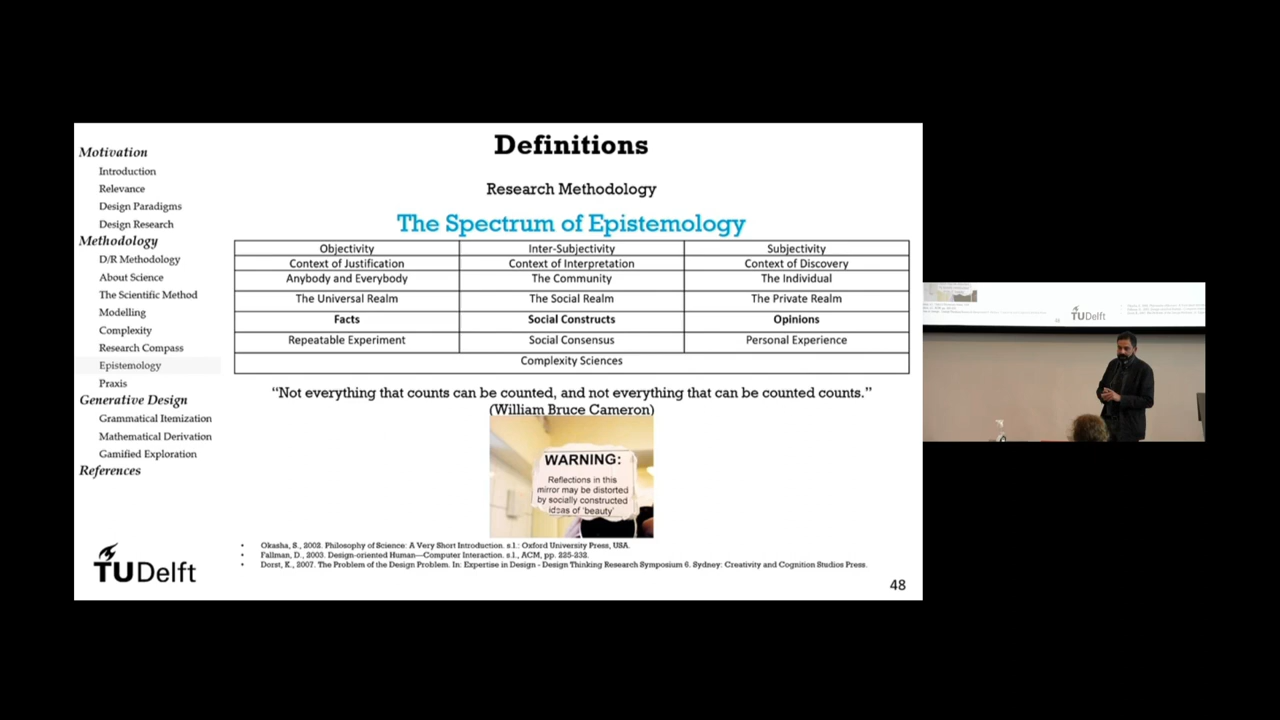 Definitions
Research Methodology
The Spectrum of Epistemology
Motivation
Introduction
Relevance
Design Paradigms
Design Research
Methodology
D/R Methodology
About Science
The Scientific Method
Modelling
Complexity
Research Compass
Epistemology
Praxis
Generative Design
Grammatical Itemization
Mathematical Derivation
Gamified Exploration
References
Objectivity Inter-Subjectivity Subjectivity
Context of Justification Context of Interpretation Context of Discovery
Anybody and Everybody The Community The Individual
The Universal Realm The Social Realm The Private Realm
Facts Social Constructs Opinions
Repeatable Experiment Social Consensus Personal Experience
Complexity Sciences
“Not everything that counts can be counted, and not everything that can be counted counts.”
(William Bruce Cameron)
WARNING:
Reflections in this
mirror may be distorted
by socially constructed
ideas of 'beauty'
• Okasha, S., 2002. Philosophy of Science: A Very Short Introduction. s.l.: Oxford University Press, USA.
• Fallman, D., 2003. Design-oriented Human—Computer Interaction. s.l., ACM, pp. 225-232.
• Dorst, K., 2007. The Problem of the Design Problem. In: Expertise in Design - Design Thinking Research Symposium 6. Sydney: Creativity and Cognition Studios Press.
TU Delft
48
TU Delft